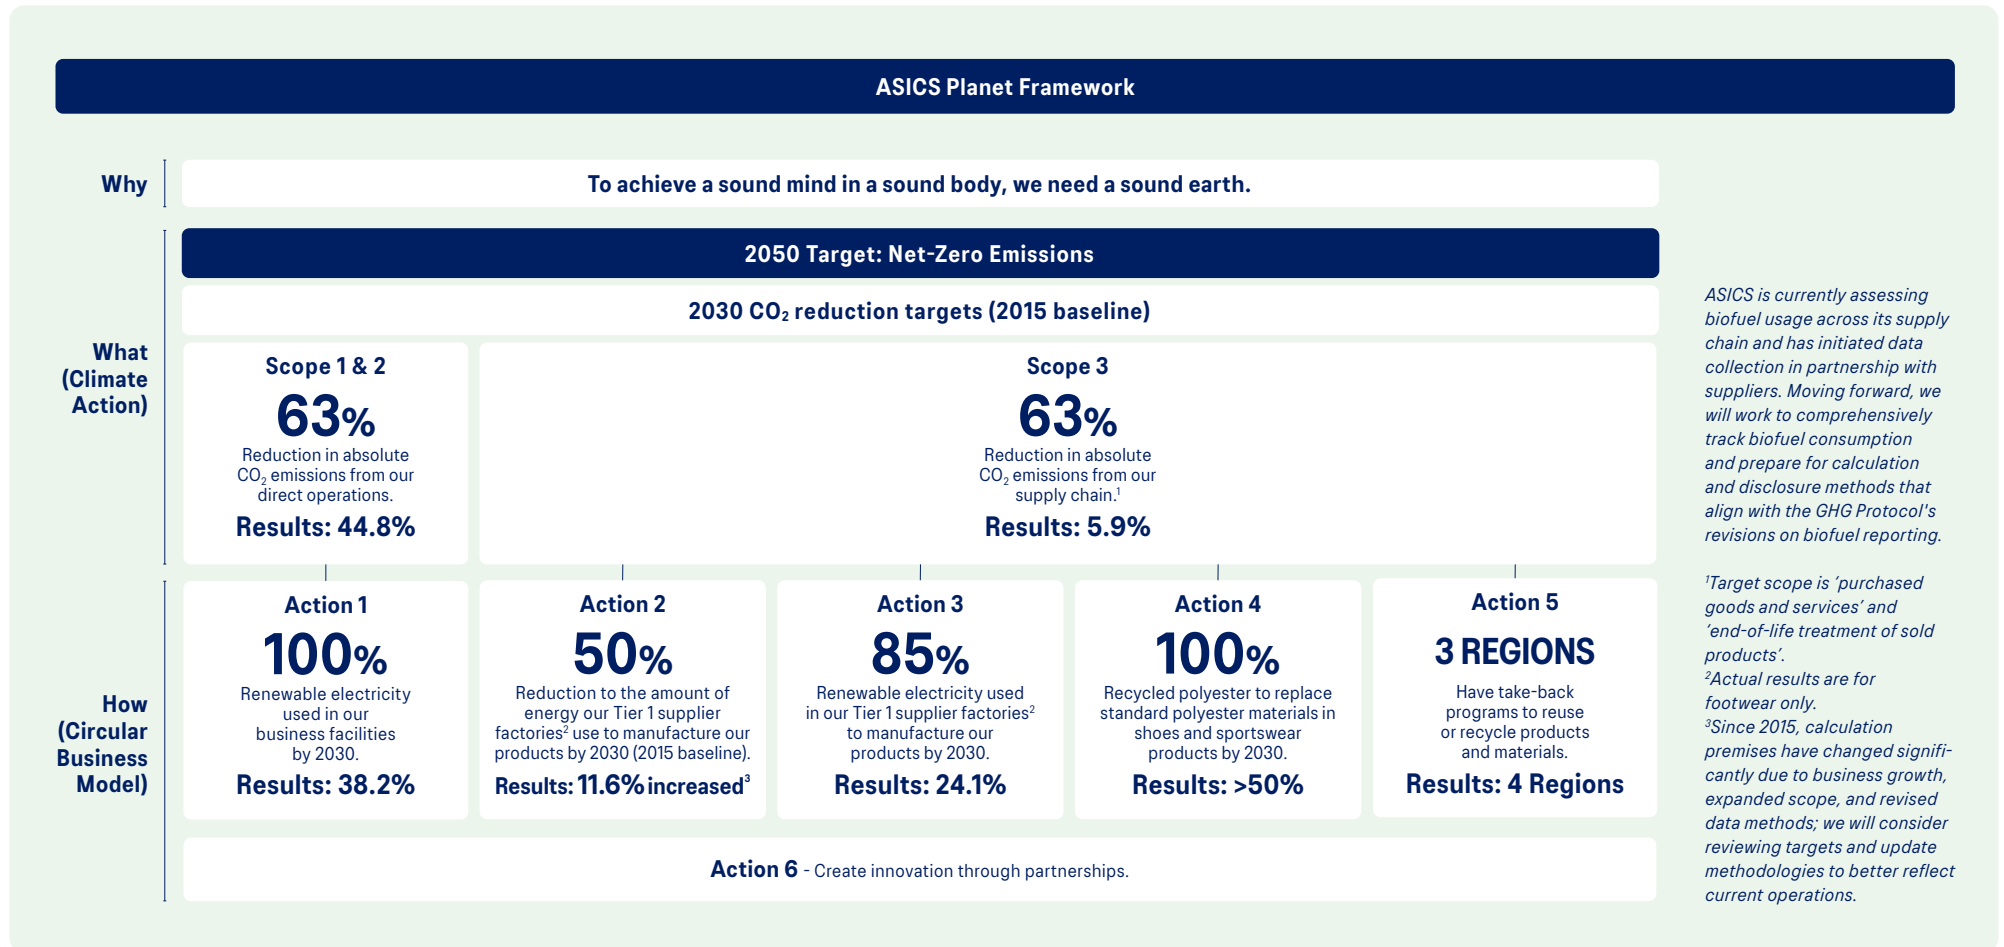 ASICS Planet Framework
Why
To achieve a sound mind in a sound body, we need a sound earth.
What
(Climate
Action)
2050 Target: Net-Zero Emissions
2030 CO₂ reduction targets (2015 baseline)
Scope 1 & 2
63%
Reduction in absolute
CO₂ emissions from our
direct operations.
Results: 44.8%
Scope 3
63%
Reduction in absolute
CO₂ emissions from our
supply chain.¹
Results: 5.9%
How
(Circular
Business
Model)
Action 1
100%
Renewable electricity
used in our
business facilities
by 2030.
Results: 38.2%
Action 2
50%
Reduction to the amount of
energy our Tier 1 supplier
factories² use to manufacture our
products by 2030 (2015 baseline).
Results: 11.6% increased³
Action 3
85%
Renewable electricity used
in our Tier 1 supplier factories²
to manufacture our
products by 2030.
Results: 24.1%
Action 4
100%
Recycled polyester to replace
standard polyester materials in
shoes and sportswear
products by 2030.
Results: >50%
Action 5
3 REGIONS
Have take-back
programs to reuse
or recycle products
and materials.
Results: 4 Regions
Action 6 - Create innovation through partnerships.
ASICS is currently assessing
biofuel usage across its supply
chain and has initiated data
collection in partnership with
suppliers. Moving forward, we
will work to comprehensively
track biofuel consumption
and prepare for calculation
and disclosure methods that
align with the GHG Protocol's
revisions on biofuel reporting.
¹Target scope is ‘purchased
goods and services’ and
‘end-of-life treatment of sold
products’.
²Actual results are for
footwear only.
³Since 2015, calculation
premises have changed signifi-
cantly due to business growth,
expanded scope, and revised
data methods; we will consider
reviewing targets and update
methodologies to better reflect
current operations.